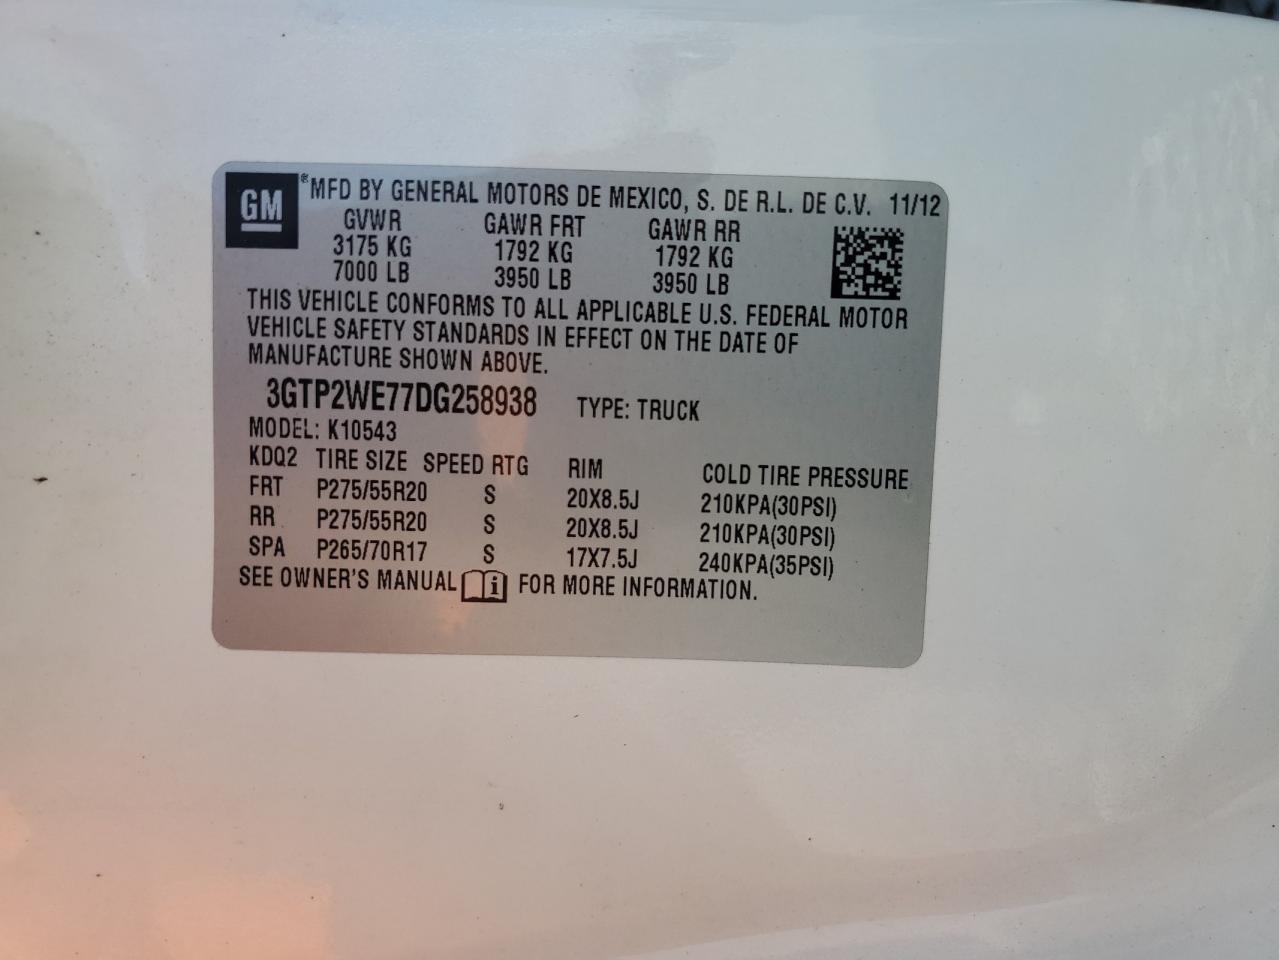 GM ® MFD BY GENERAL MOTORS DE MEXICO, S. DE R.L. DE C.V. 11/12
GVWR GAWR FRT GAWR RR
3175 KG 1792 KG 1792 KG
7000 LB 3950 LB 3950 LB
THIS VEHICLE CONFORMS TO ALL APPLICABLE U.S. FEDERAL MOTOR
VEHICLE SAFETY STANDARDS IN EFFECT ON THE DATE OF
MANUFACTURE SHOWN ABOVE.
3GTP2WE77DG258938 TYPE: TRUCK
MODEL: K10543
KDQ2 TIRE SIZE SPEED RTG RIM COLD TIRE PRESSURE
FRT P275/55R20 S 20X8.5J 210KPA(30PSI)
RR P275/55R20 S 20X8.5J 210KPA(30PSI)
SPA P265/70R17 S 17X7.5J 240KPA(35PSI)
SEE OWNER'S MANUAL i FOR MORE INFORMATION.